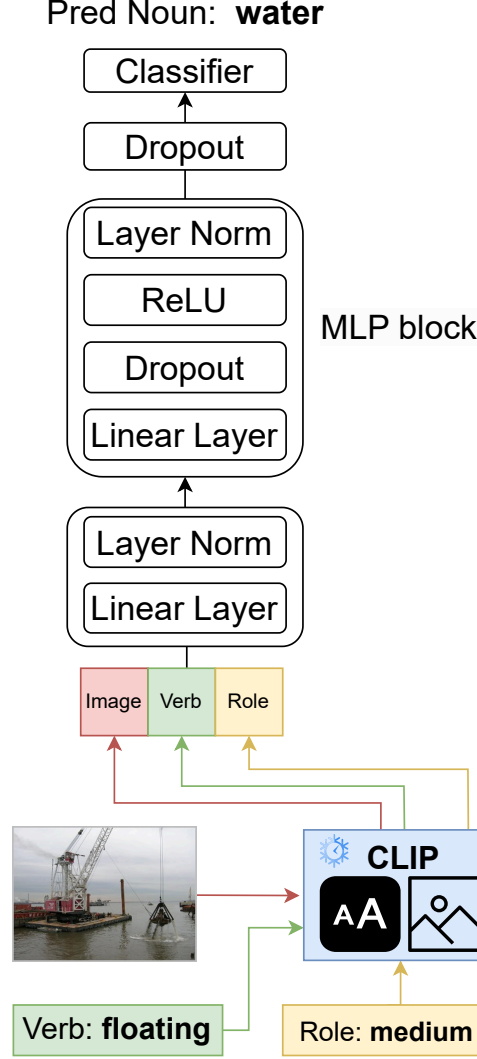 Pred Noun: water
Classifier
Dropout
Layer Norm
ReLU
MLP block
Dropout
Linear Layer
Layer Norm
Linear Layer
Image Verb Role
CLIP
AA
Verb: floating
Role: medium